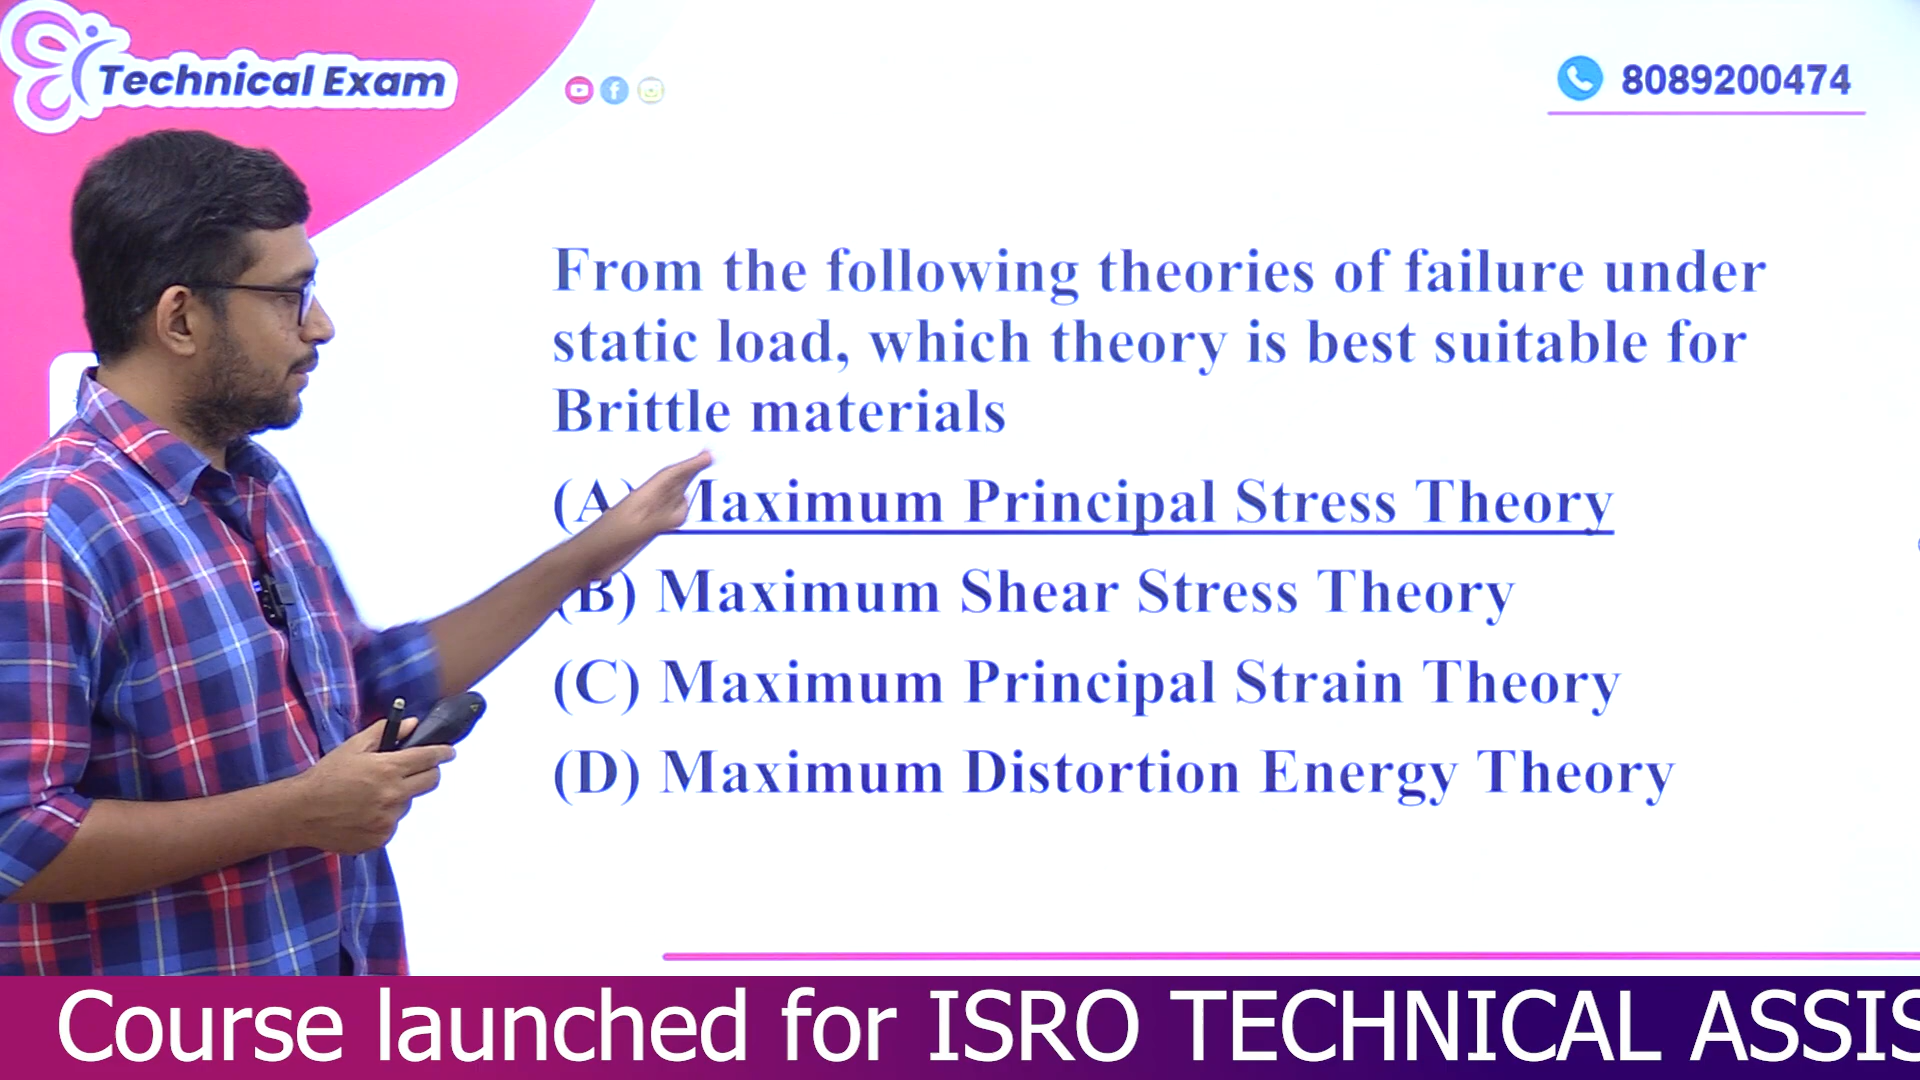 Technical Exam
8089200474
From the following theories of failure under
static load, which theory is best suitable for
Brittle materials
(A) Maximum Principal Stress Theory
(B) Maximum Shear Stress Theory
(C) Maximum Principal Strain Theory
(D) Maximum Distortion Energy Theory
Course launched for ISRO TECHNICAL ASSIS